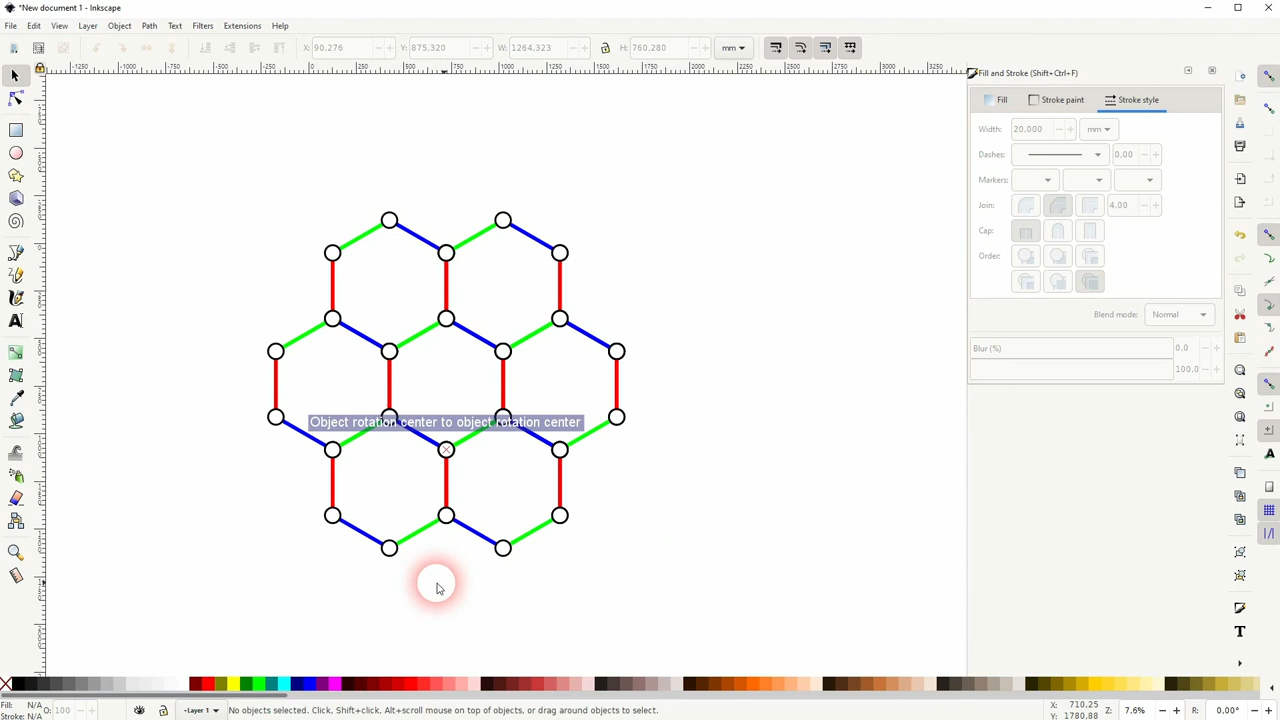 *New document 1 - Inkscape
File Edit View Layer Object Path Text Filters Extensions Help
X: 90.276 Y: 875.320 W: 1264.323 H: 760.280 mm
Fill and Stroke (Shift+Ctrl+F)
Fill Stroke paint Stroke style
Width: 20.000 mm
Dashes: 0,00
Markers:
Join: 4,00
Cap:
Order:
Blend mode: Normal
Blur (%) 0.0
100,0
Object rotation center to object rotation center
Fill: N/A O: 100
Stroke: N/A
Layer 1
No objects selected. Click, Shift+click, Alt+scroll mouse on top of objects, or drag around objects to select.
X: 710.25
Y: 1780.88
Z: 7.6%
R: 0.00°